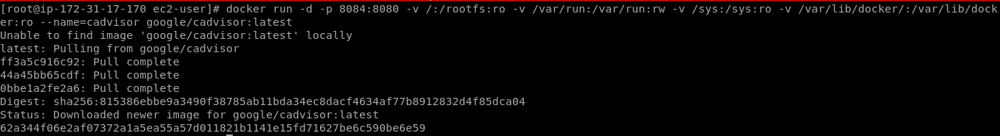 [root@ip-172-31-17-170 ec2-user]# docker run -d -p 8084:8080 -v /:/rootfs:ro -v /var/run:/var/run:rw -v /sys:/sys:ro -v /var/lib/docker/:/var/lib/dock
er:ro --name=cadvisor google/cadvisor:latest
Unable to find image 'google/cadvisor:latest' locally
latest: Pulling from google/cadvisor
ff3a5c916c92: Pull complete
44a45bb65cdf: Pull complete
0bbe1a2fe2a6: Pull complete
Digest: sha256:815386ebbe9a3490f38785ab11bda34ec8dacf4634af77b8912832d4f85dca04
Status: Downloaded newer image for google/cadvisor:latest
62a344f06e2af07372a1a5ea55a57d011821b1141e15fd71627be6c590be6e59